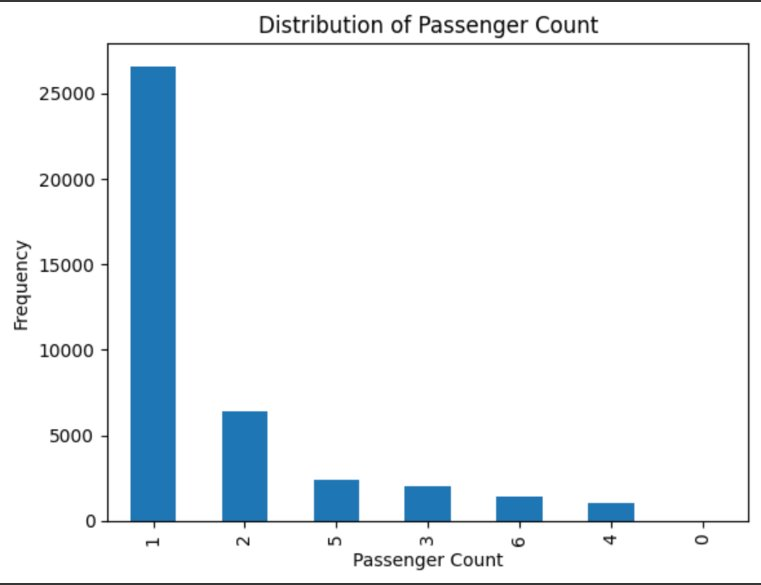 Distribution of Passenger Count
Frequency
25000
20000
15000
10000
5000
0
1 2 5 3 6 4 0
Passenger Count